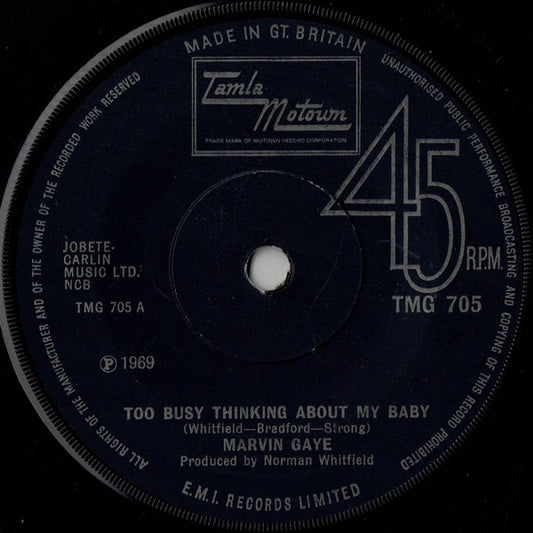 MADE IN GT. BRITAIN
UNAUTHORISED PUBLIC PERFORMANCE BROADCASTING AND COPYING OF THIS RECORD PROHIBITED
ALL RIGHTS OF THE MANUFACTURER AND OF THE OWNER OF THE RECORDED WORK RESERVED
Tamla
Motown
TRADE MARK OF MOTOWN RECORD CORPORATION
45
R.P.M.
JOBETE-
CARLIN
MUSIC LTD.
NCB
TMG 705 A
TMG 705
Ⓟ 1969
TOO BUSY THINKING ABOUT MY BABY
(Whitfield—Bradford—Strong)
MARVIN GAYE
Produced by Norman Whitfield
E.M.I. RECORDS LIMITED